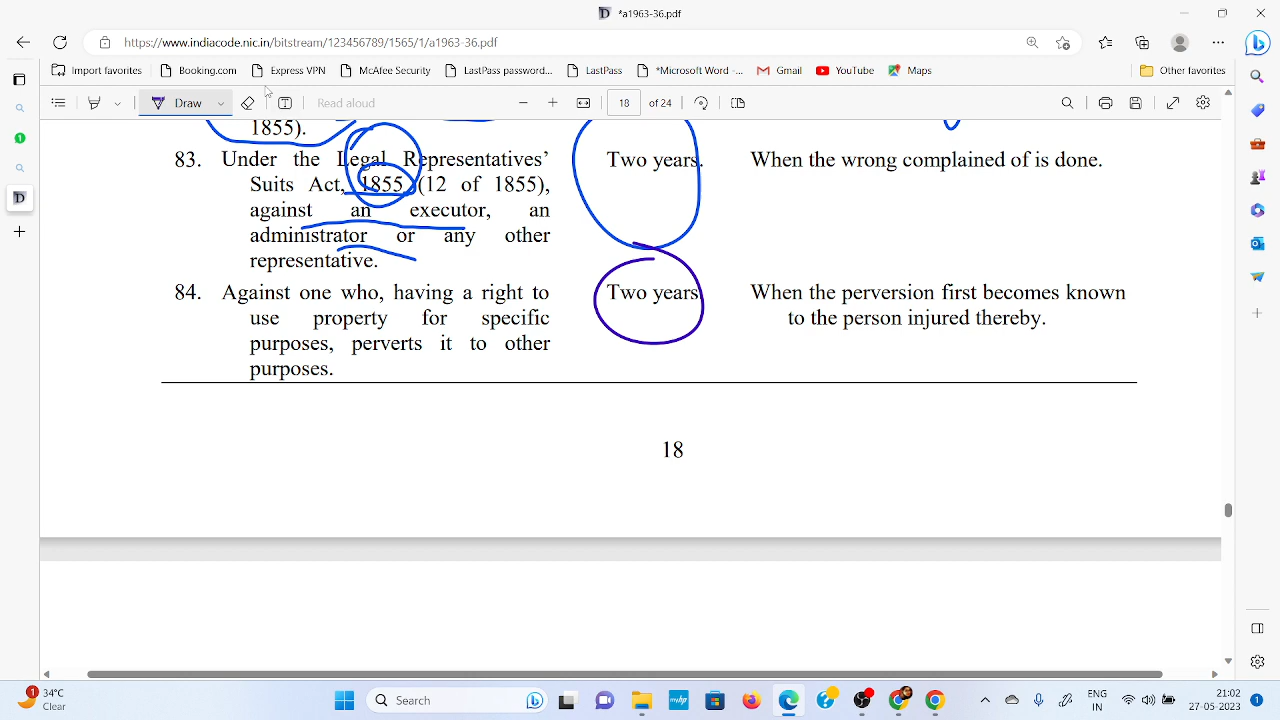 *a1963-36.pdf
https://www.indiacode.nic.in/bitstream/123456789/1565/1/a1963-36.pdf
Import favorites
Booking.com
Express VPN
McAfee Security
LastPass password...
LastPass
*Microsoft Word -...
Gmail
YouTube
Maps
Other favorites
Draw
Read aloud
18 of 24
1855).
83. Under the Legal Representatives’ Two years. When the wrong complained of is done.
Suits Act, 1855 (12 of 1855),
against an executor, an
administrator or any other
representative.
84. Against one who, having a right to Two years When the perversion first becomes known
use property for specific to the person injured thereby.
purposes, perverts it to other
purposes.
18
34°C
Clear
Search
ENG
IN
21:02
27-05-2023